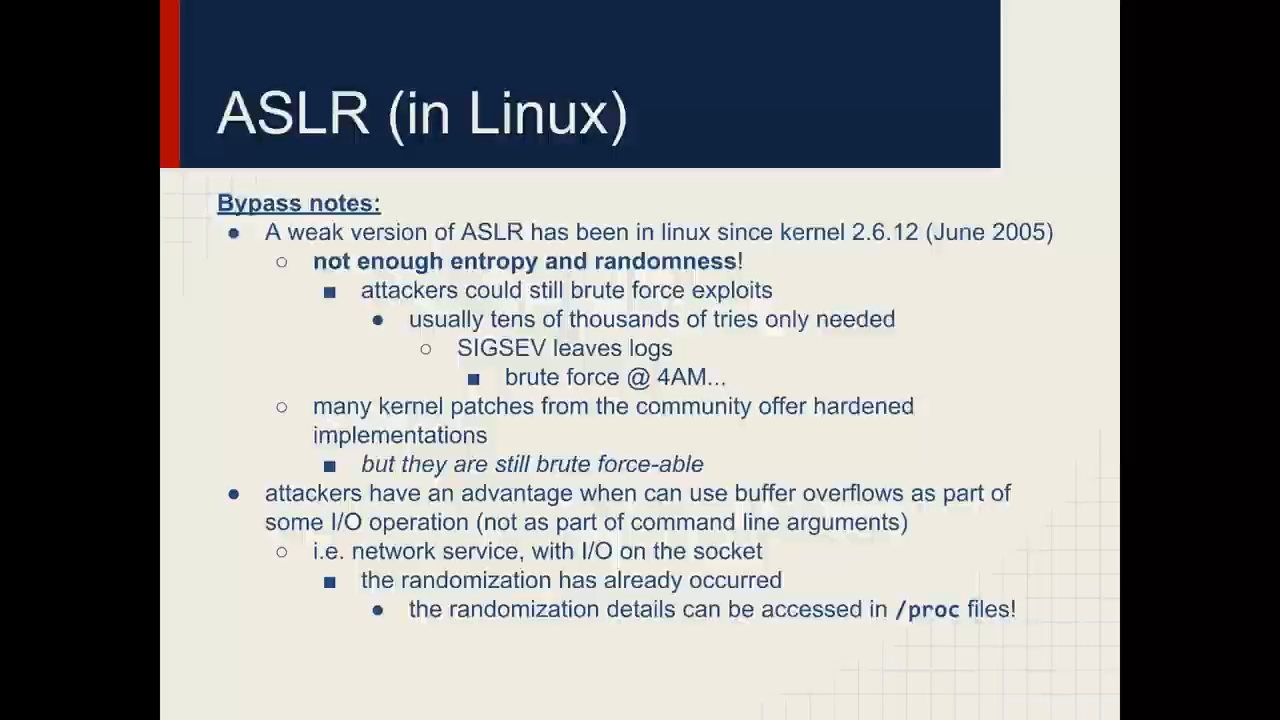 ASLR (in Linux)
Bypass notes:
● A weak version of ASLR has been in linux since kernel 2.6.12 (June 2005)
○ not enough entropy and randomness!
■ attackers could still brute force exploits
● usually tens of thousands of tries only needed
○ SIGSEV leaves logs
■ brute force @ 4AM...
○ many kernel patches from the community offer hardened
implementations
■ but they are still brute force-able
● attackers have an advantage when can use buffer overflows as part of
some I/O operation (not as part of command line arguments)
○ i.e. network service, with I/O on the socket
■ the randomization has already occurred
● the randomization details can be accessed in /proc files!